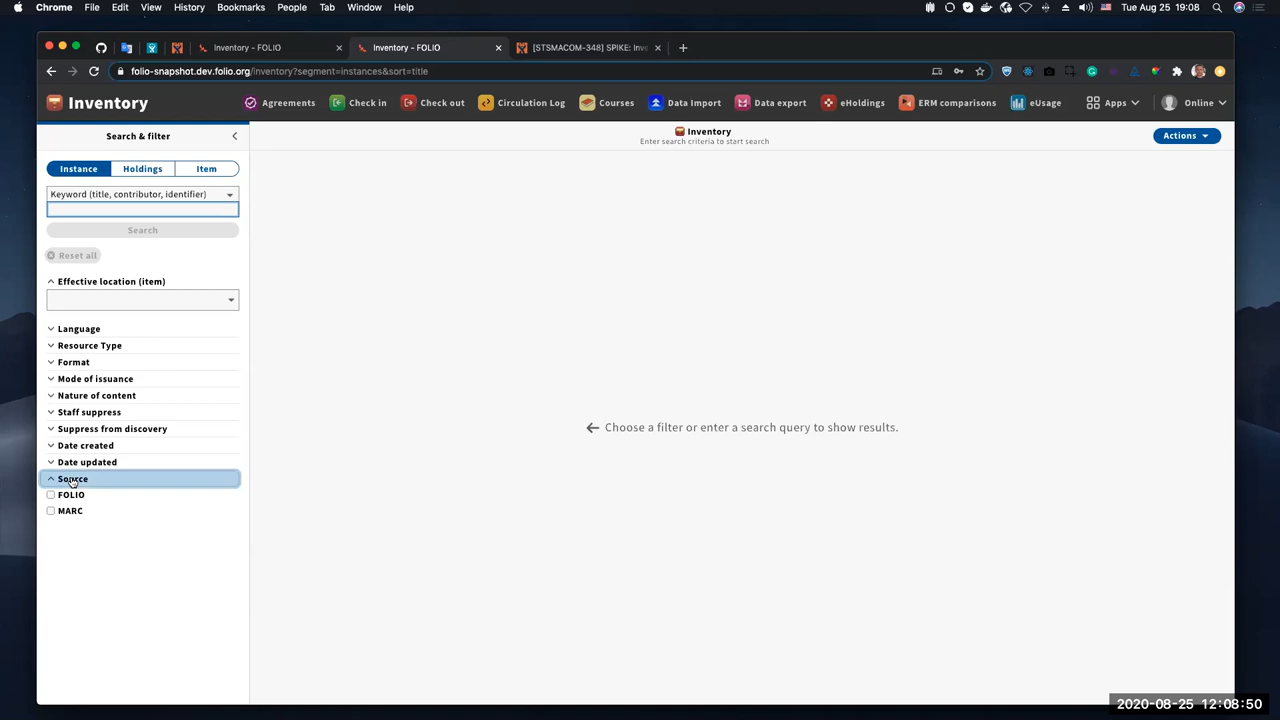 Chrome File Edit View History Bookmarks People Tab Window Help Tue Aug 25 19:08
Inventory - FOLIO Inventory - FOLIO [STSMACOM-348] SPIKE: Inve
folio-snapshot.dev.folio.org/inventory?segment=instances&sort=title
Inventory Agreements Check in Check out Circulation Log Courses Data Import Data export eHoldings ERM comparisons eUsage Apps Online
Search & filter
Inventory
Enter search criteria to start search
Actions
Instance Holdings Item
Keyword (title, contributor, identifier)
Search
Reset all
Effective location (item)
Language
Resource Type
Format
Mode of issuance
Nature of content
Staff suppress
Suppress from discovery
Date created
Date updated
Source
FOLIO
MARC
Choose a filter or enter a search query to show results.
2020-08-25 12:08:50